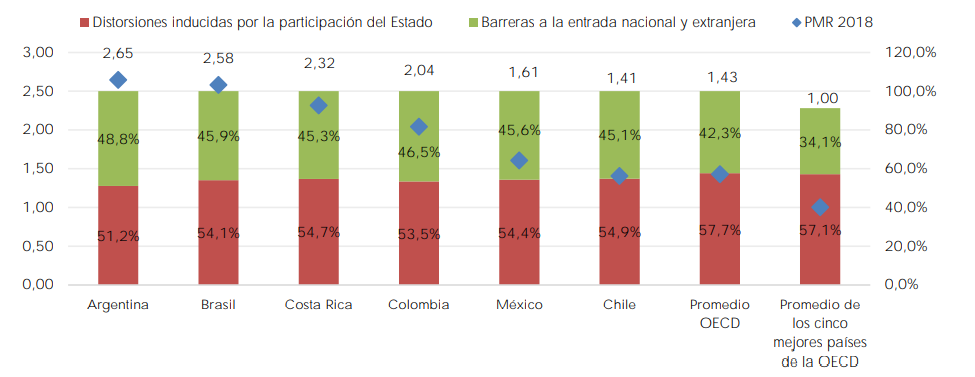 Distorsiones inducidas por la participación del Estado Barreras a la entrada nacional y extranjera PMR 2018
3,00 2,65 2,58 2,32 2,04 1,61 1,41 1,43 120,0%
2,50 1,00 100,0%
2,00 48,8% 45,9% 45,3% 46,5% 45,6% 45,1% 42,3% 34,1% 80,0%
1,50 60,0%
1,00 40,0%
0,50 51,2% 54,1% 54,7% 53,5% 54,4% 54,9% 57,7% 57,1% 20,0%
0,00 0,0%
Argentina Brasil Costa Rica Colombia México Chile Promedio Promedio de
OECD los cinco
mejores países
de la OECD